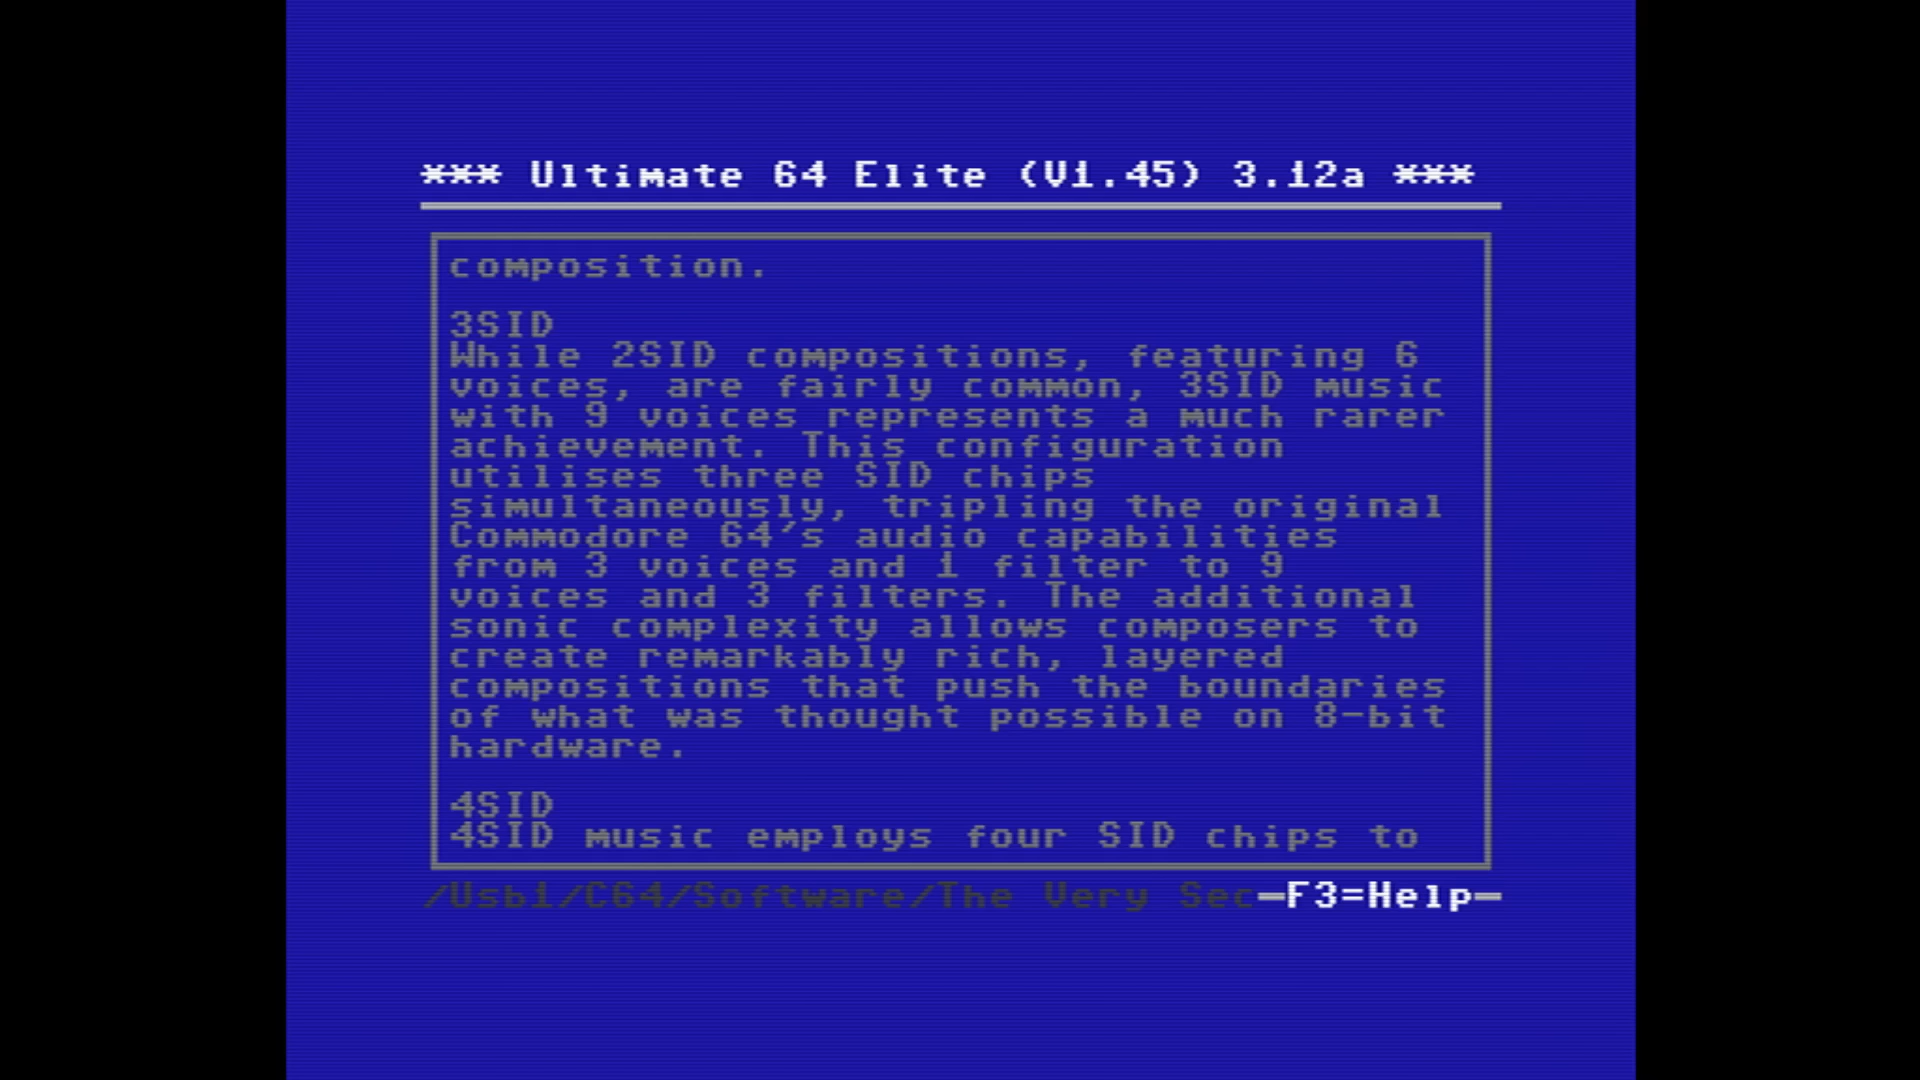 *** Ultimate 64 Elite (V1.45) 3.12a ***
composition.
3SID
While 2SID compositions, featuring 6
voices, are fairly common, 3SID music
with 9 voices represents a much rarer
achievement. This configuration
utilises three SID chips
simultaneously, tripling the original
Commodore 64's audio capabilities
from 3 voices and 1 filter to 9
voices and 3 filters. The additional
sonic complexity allows composers to
create remarkably rich, layered
compositions that push the boundaries
of what was thought possible on 8-bit
hardware.
4SID
4SID music employs four SID chips to
/Usb1/C64/Software/The Very Sec-F3=Help-